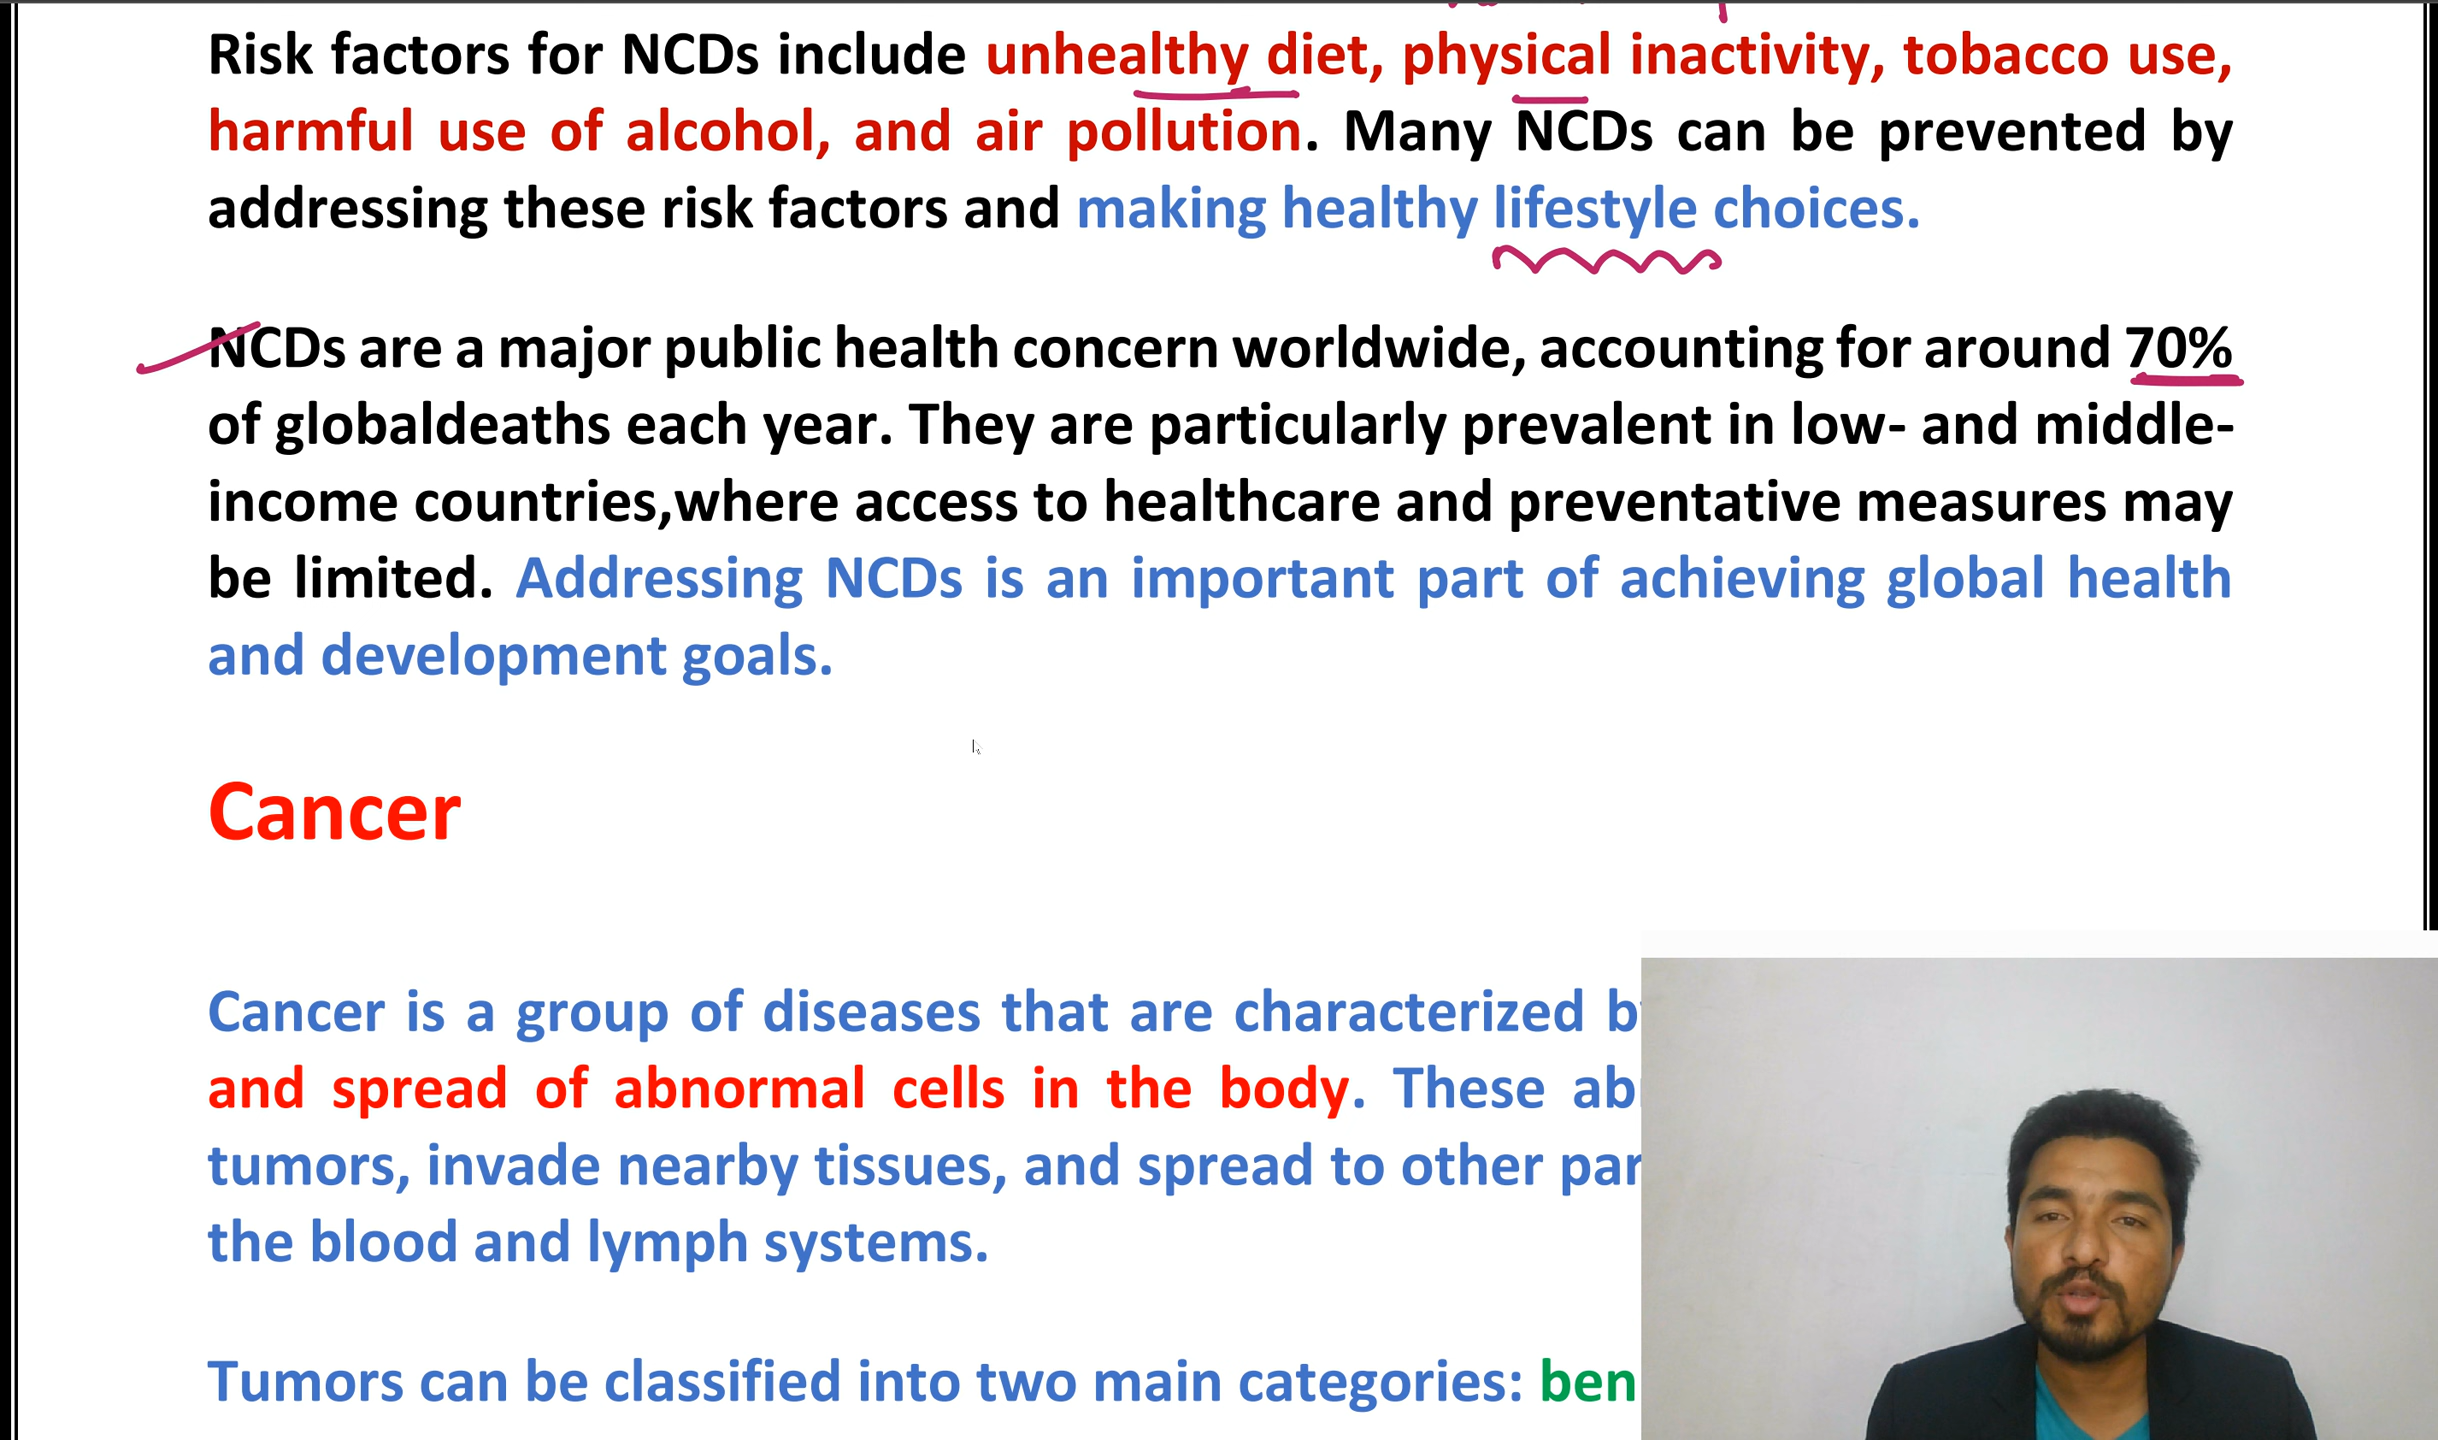 Risk factors for NCDs include unhealthy diet, physical inactivity, tobacco use,
harmful use of alcohol, and air pollution. Many NCDs can be prevented by
addressing these risk factors and making healthy lifestyle choices.
NCDs are a major public health concern worldwide, accounting for around 70%
of globaldeaths each year. They are particularly prevalent in low- and middle-
income countries,where access to healthcare and preventative measures may
be limited. Addressing NCDs is an important part of achieving global health
and development goals.
Cancer
Cancer is a group of diseases that are characterized
and spread of abnormal cells in the body. These
tumors, invade nearby tissues, and spread to other
the blood and lymph systems.
Tumors can be classified into two main categories: